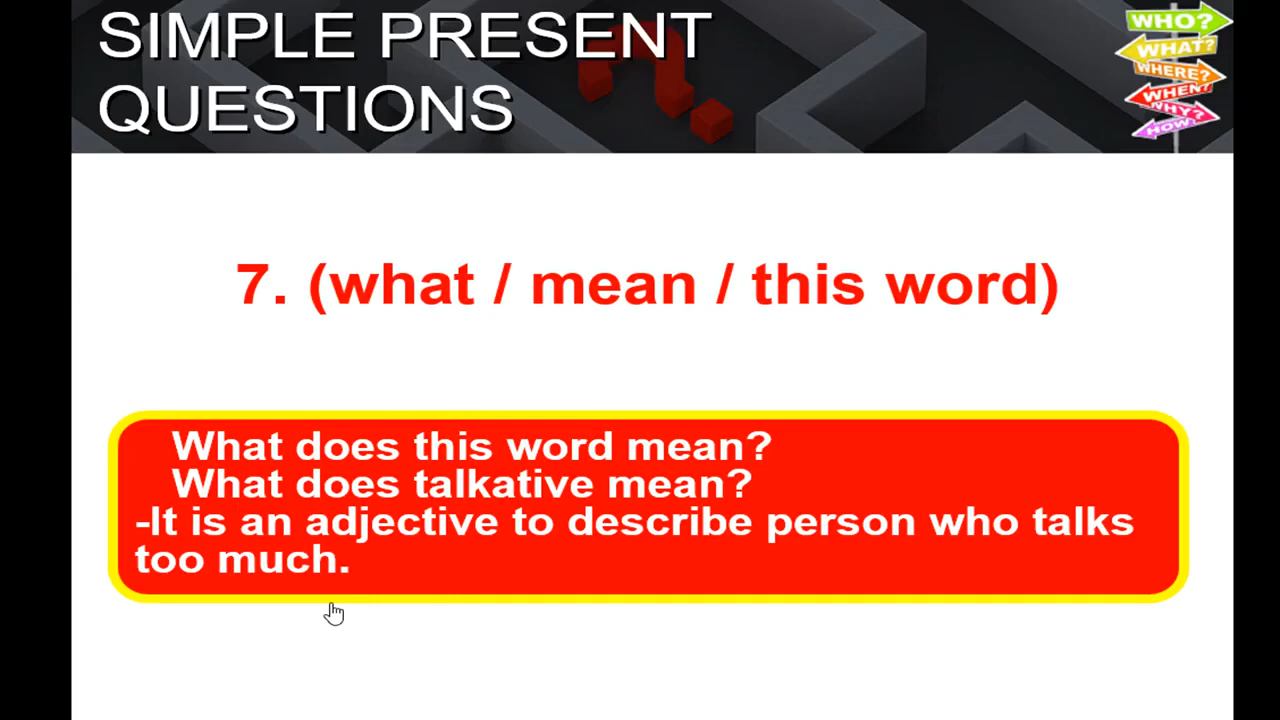 SIMPLE PRESENT
QUESTIONS
WHO?
WHAT?
WHERE?
WHEN?
WHY?
HOW
7. (what / mean / this word)
What does this word mean?
What does talkative mean?
-It is an adjective to describe person who talks
too much.